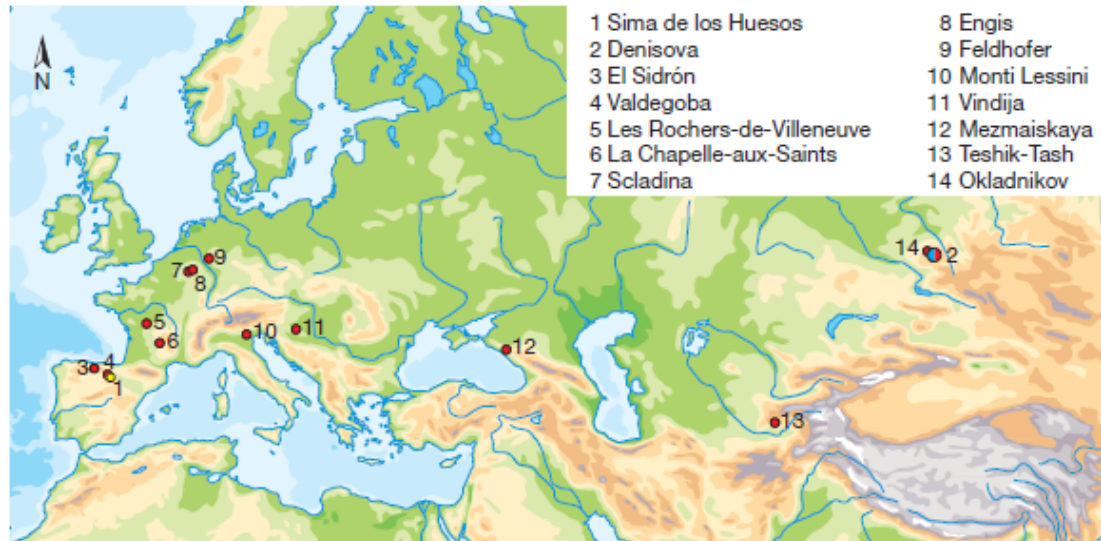 N
1 Sima de los Huesos
2 Denisova
3 El Sidrón
4 Valdegoba
5 Les Rochers-de-Villeneuve
6 La Chapelle-aux-Saints
7 Scladina
8 Engis
9 Feldhofer
10 Monti Lessini
11 Vindija
12 Mezmaiskaya
13 Teshik-Tash
14 Okladnikov
14 2
9
7
8
5
10 11
6
12
3 4
1
13